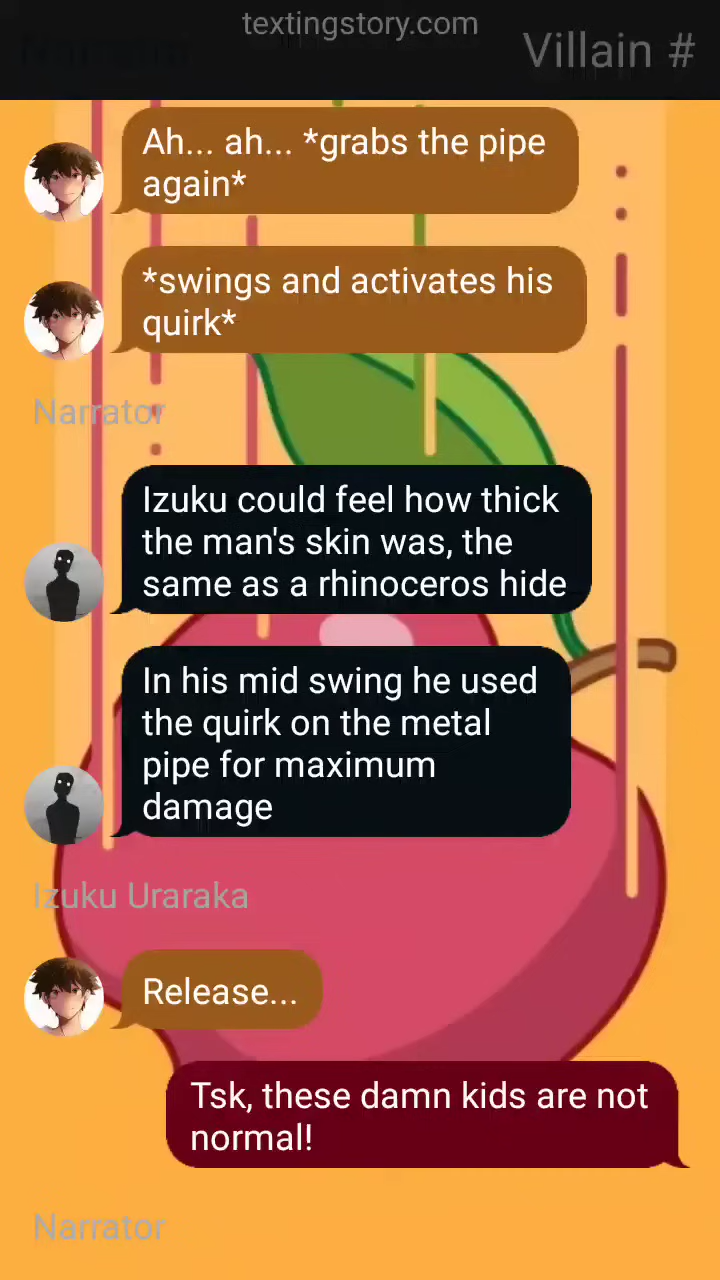 textingstory.com
Villain #
Ah... ah... *grabs the pipe
again*
*swings and activates his
quirk*
Narrator
Izuku could feel how thick
the man's skin was, the
same as a rhinoceros hide
In his mid swing he used
the quirk on the metal
pipe for maximum
damage
Izuku Uraraka
Release...
Tsk, these damn kids are not
normal!
Narrator